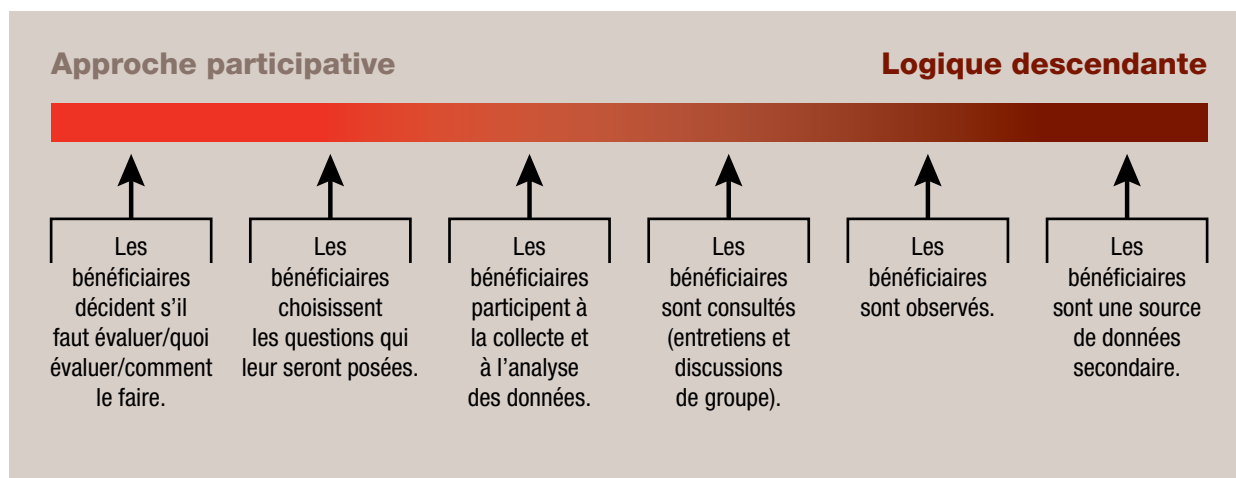 Approche participative
Logique descendante
Les
bénéficiaires
décident s’il
faut évaluer/quoi
évaluer/comment
le faire.
Les
bénéficiaires
choisissent
les questions qui
leur seront posées.
Les
bénéficiaires
participent à
la collecte et
à l’analyse
des données.
Les
bénéficiaires
sont consultés
(entretiens et
discussions
de groupe).
Les
bénéficiaires
sont observés.
Les
bénéficiaires
sont une source
de données
secondaire.